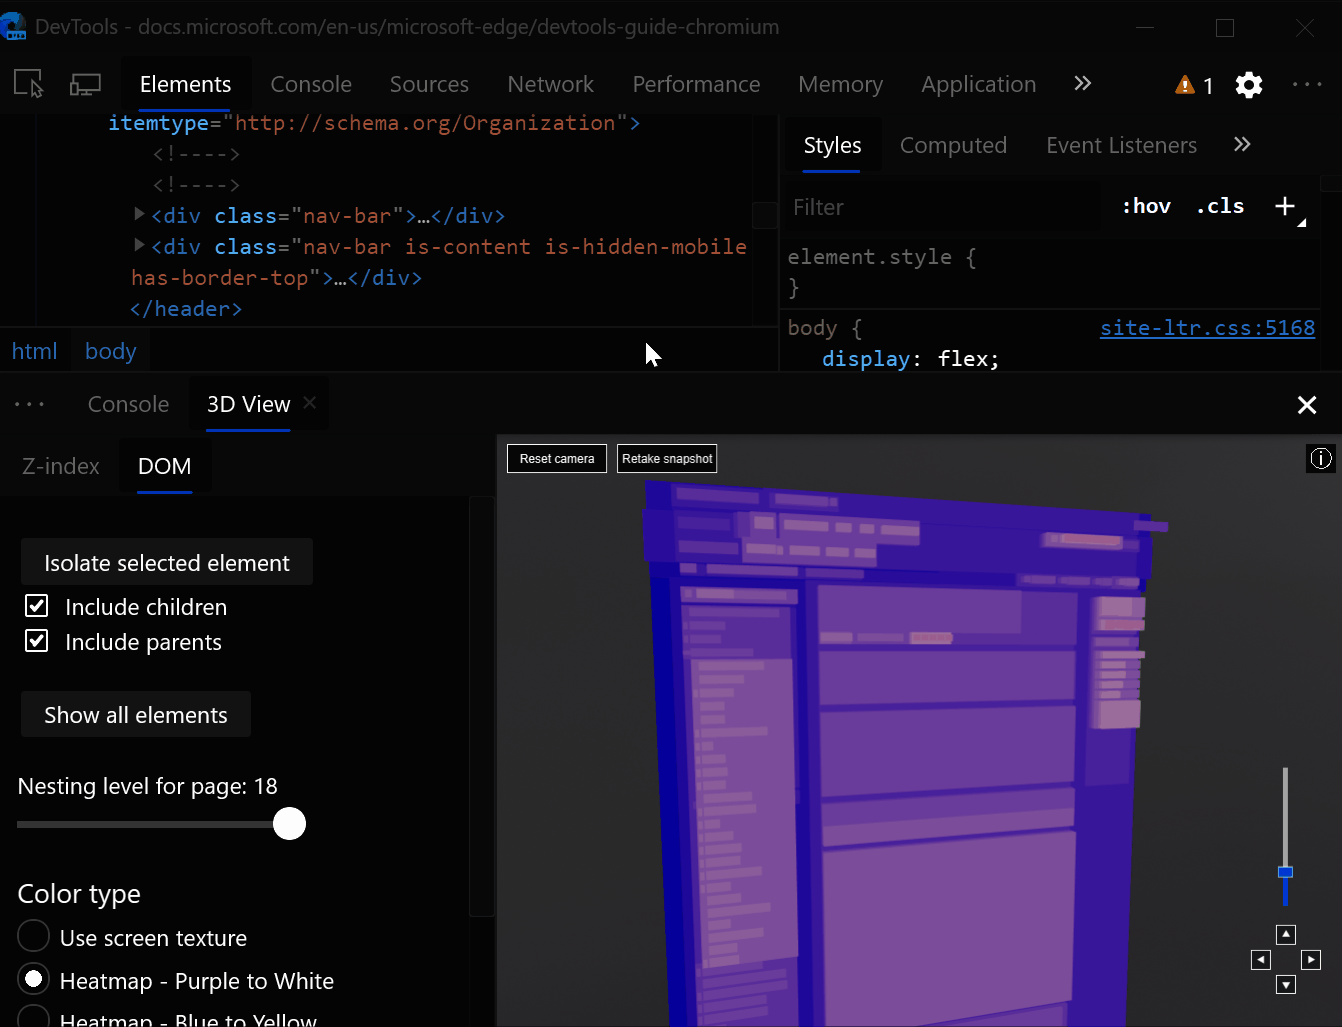 DevTools - docs.microsoft.com/en-us/microsoft-edge/devtools-guide-chromium
Elements Console Sources Network Performance Memory Application 1
itemtype="http://schema.org/Organization">
<!---->
<!---->
<div class="nav-bar">…</div>
<div class="nav-bar is-content is-hidden-mobile
has-border-top">…</div>
</header>
html body
Styles Computed Event Listeners
Filter :hov .cls +
element.style {
}
body { site-ltr.css:5168
display: flex;
Console 3D View
Z-index DOM
Isolate selected element
Include children
Include parents
Show all elements
Nesting level for page: 18
Color type
Use screen texture
Heatmap - Purple to White
Heatmap - Blue to Yellow
Reset camera Retake snapshot